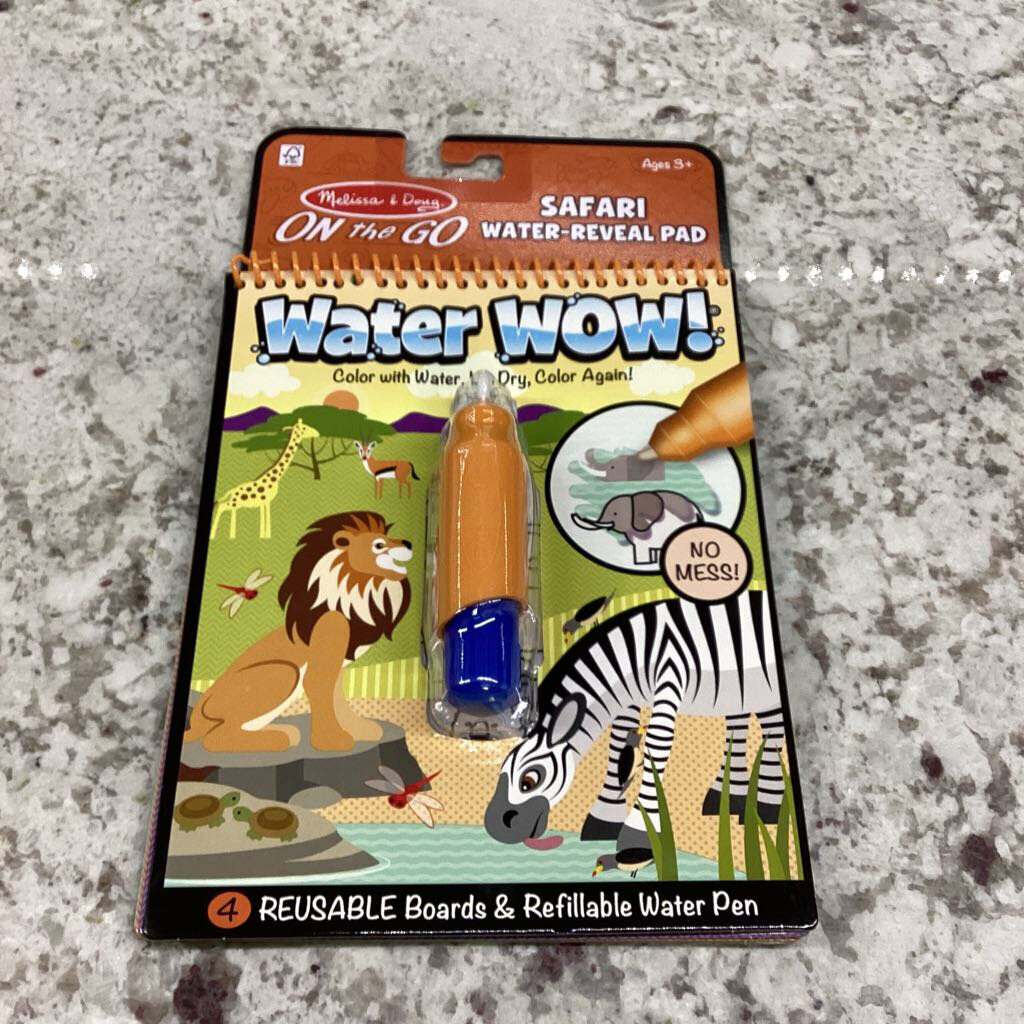 Ages 3+
Melissa & Doug
ON the GO
SAFARI
WATER-REVEAL PAD
Water WOW!
Color with Water, Dry, Color Again!
NO
MESS!
4 REUSABLE Boards & Refillable Water Pen